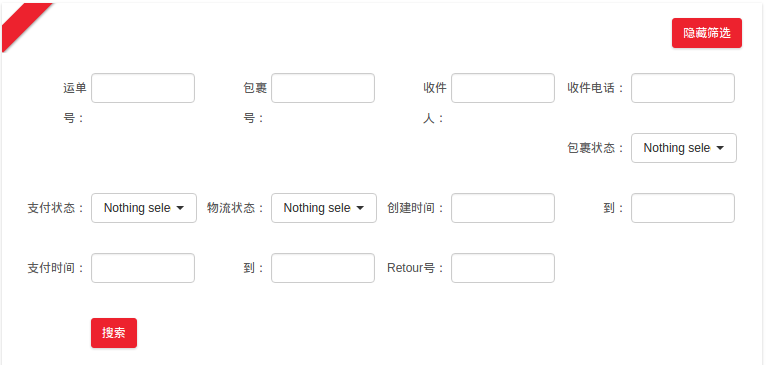 隐藏筛选
运单号：
包裹号：
收件人：
收件电话：
包裹状态：
Nothing sele
支付状态：
Nothing sele
物流状态：
Nothing sele
创建时间：
到：
支付时间：
到：
Retour号：
搜索